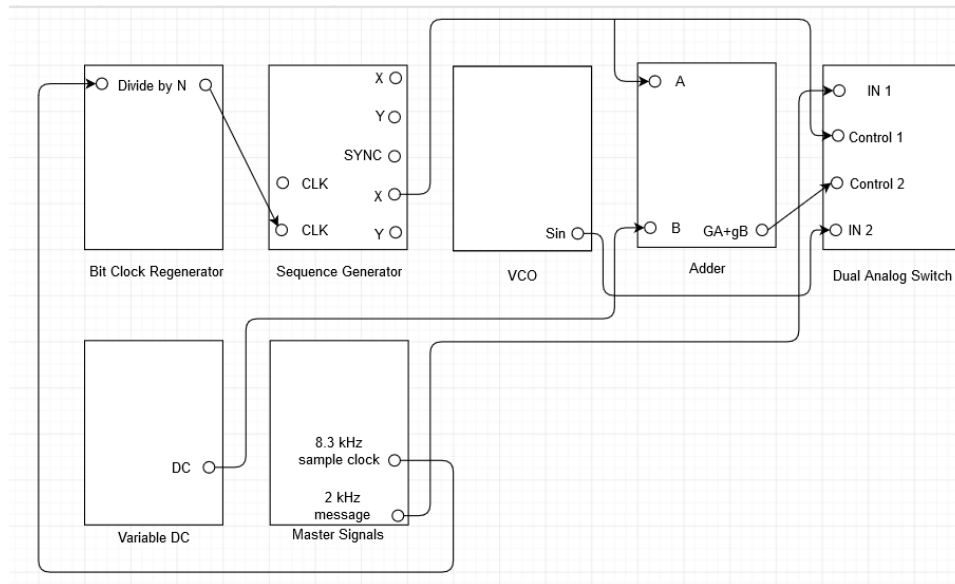 Divide by N
Bit Clock Regenerator
X
Y
SYNC
CLK
X
CLK
Y
Sequence Generator
Sin
VCO
A
B
GA+gB
Adder
IN 1
Control 1
Control 2
IN 2
Dual Analog Switch
DC
Variable DC
8.3 kHz
sample clock
2 kHz
message
Master Signals